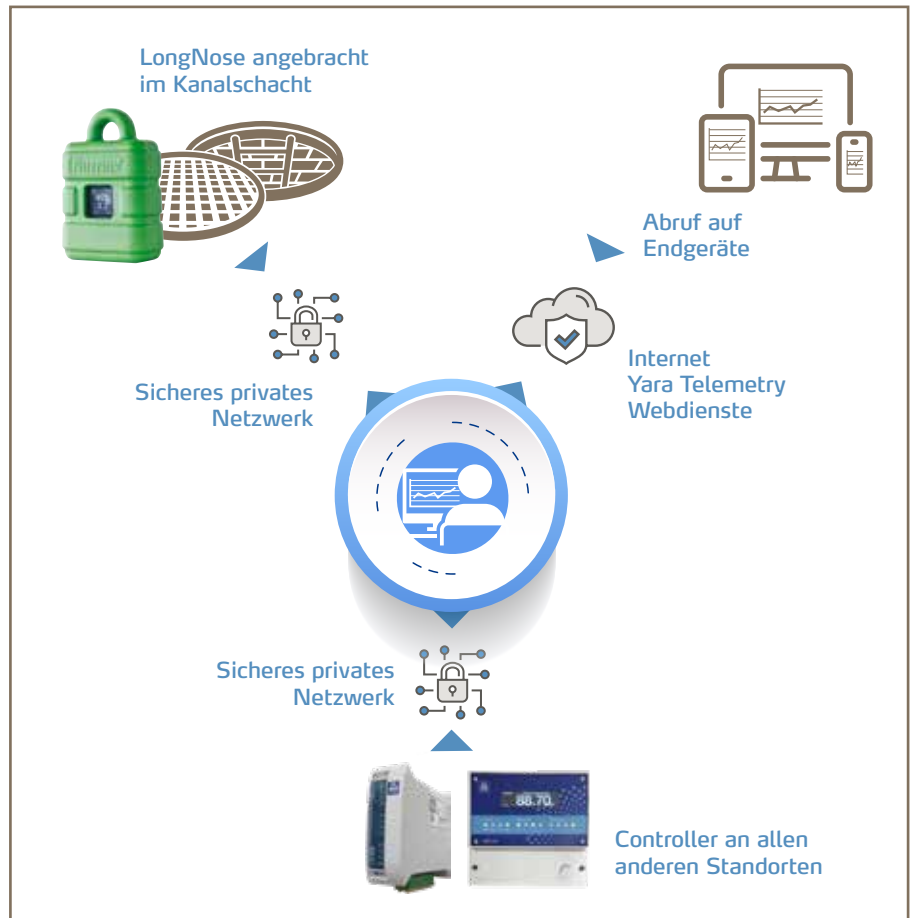 LongNose angebracht
im Kanalschacht
Abruf auf
Endgeräte
Sicheres privates
Netzwerk
Internet
Yara Telemetry
Webdienste
Sicheres privates
Netzwerk
88.70
Controller an allen
anderen Standorten